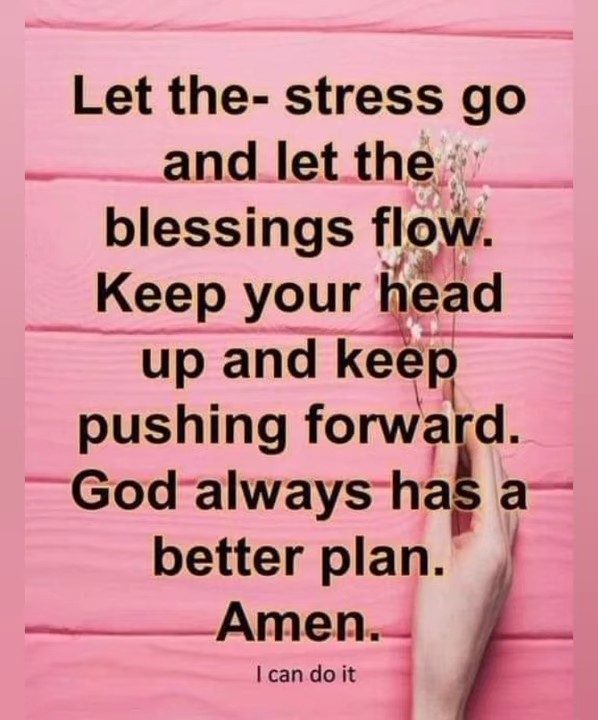 Let the- stress go
and let the
blessings flow.
Keep your head
up and keep
pushing forward.
God always has a
better plan.
Amen.
I can do it